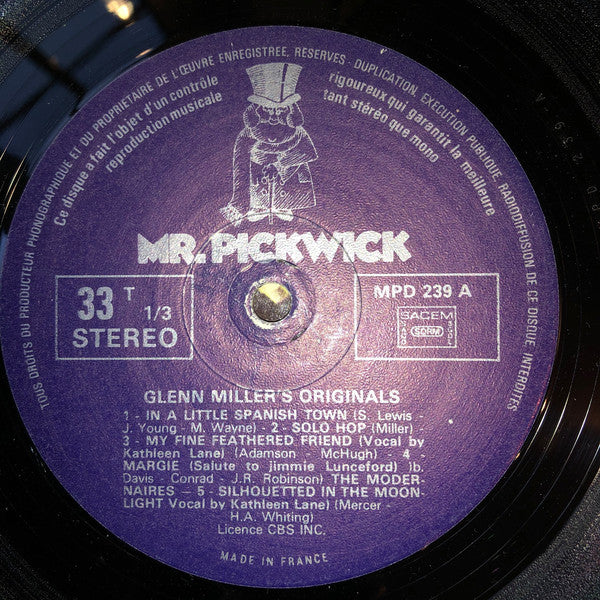 TOUS DROITS DU PRODUCTEUR PHONOGRAPHIQUE ET DU PROPRIETAIRE DE L'ŒUVRE ENREGISTREE, RESERVES - DUPLICATION, EXECUTION PUBLIQUE, RADIODIFFUSION DE CE DISQUE INTERDITES
Ce disque a fait l'objet d'un contrôle rigoureux qui garantit la meilleure
reproduction musicale tant stéréo que mono
MR. PICKWICK
33 T 1/3
STEREO
MPD 239 A
SACEM
SDRM
GLENN MILLER'S ORIGINALS
1 - IN A LITTLE SPANISH TOWN (S. Lewis -
J. Young - M. Wayne) - 2 - SOLO HOP (Miller) -
3 - MY FINE FEATHERED FRIEND (Vocal by
Kathleen Lane) (Adamson - McHugh) - 4 -
MARGIE (Salute to jimmie Lunceford) )b.
Davis - Conrad - J.R. Robinson) THE MODER-
NAIRES - 5 - SILHOUETTED IN THE MOON-
LIGHT Vocal by Kathleen Lane) (Mercer -
H.A. Whiting)
Licence CBS INC.
MADE IN FRANCE